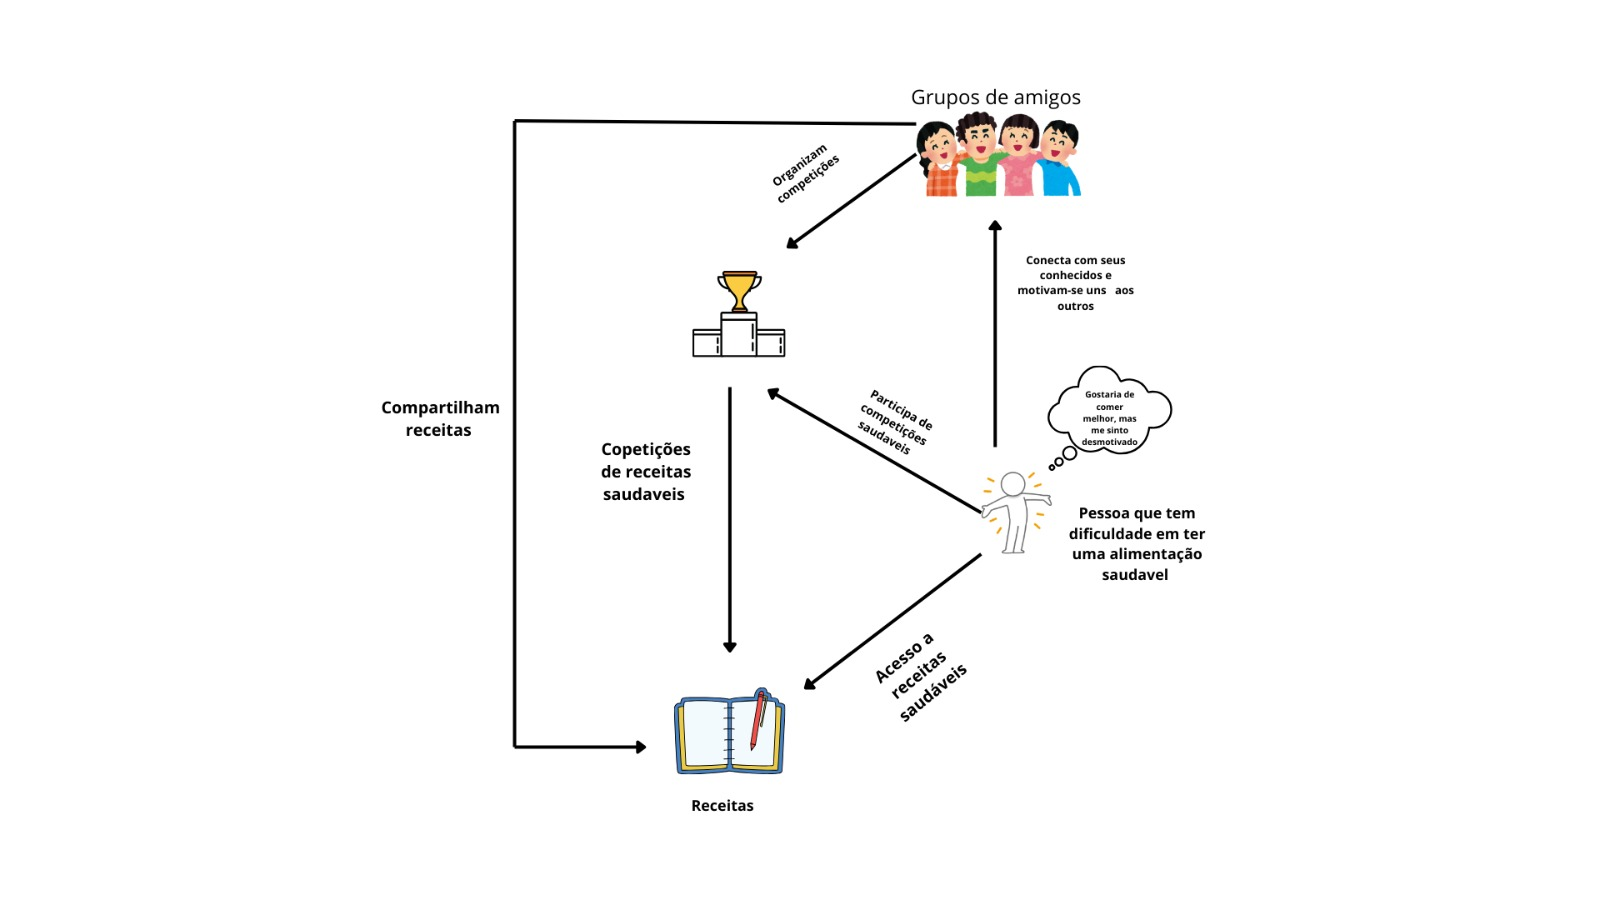 Grupos de amigos
Organizam
competições
Conecta com seus
conhecidos e
motivam-se uns aos
outros
Gostaria de
comer
melhor, mas
me sinto
desmotivado
Participa de
competições
saudaveis
Compartilham
receitas
Copetições
de receitas
saudaveis
Pessoa que tem
dificuldade em ter
uma alimentação
saudavel
Acesso a
receitas
saudáveis
Receitas